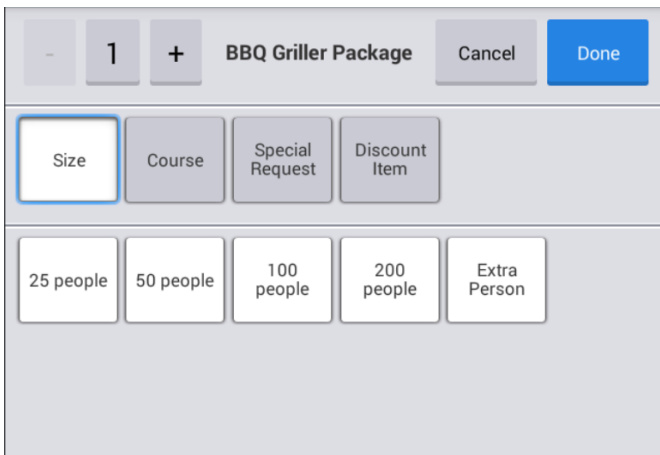 - 1 + BBQ Griller Package Cancel Done
Size Course Special Request Discount Item
25 people 50 people 100 people 200 people Extra Person